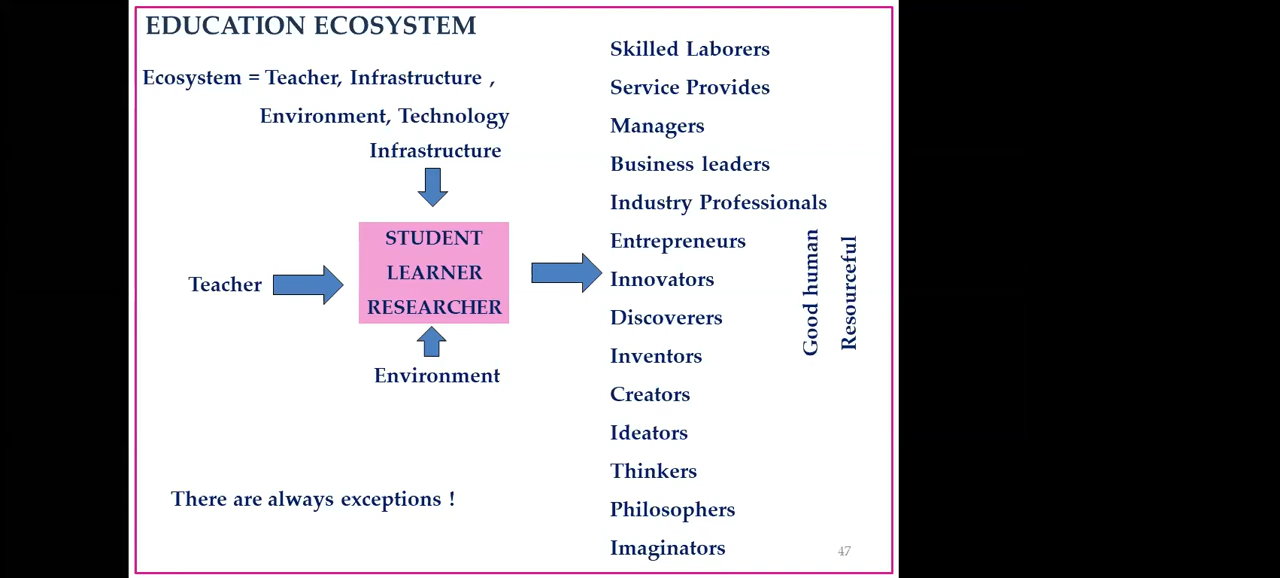 EDUCATION ECOSYSTEM
Ecosystem = Teacher, Infrastructure ,
Environment, Technology
Infrastructure
Teacher
STUDENT
LEARNER
RESEARCHER
Environment
There are always exceptions !
Skilled Laborers
Service Provides
Managers
Business leaders
Industry Professionals
Entrepreneurs
Innovators
Discoverers
Inventors
Creators
Ideators
Thinkers
Philosophers
Imaginators
Good human
Resourceful
47